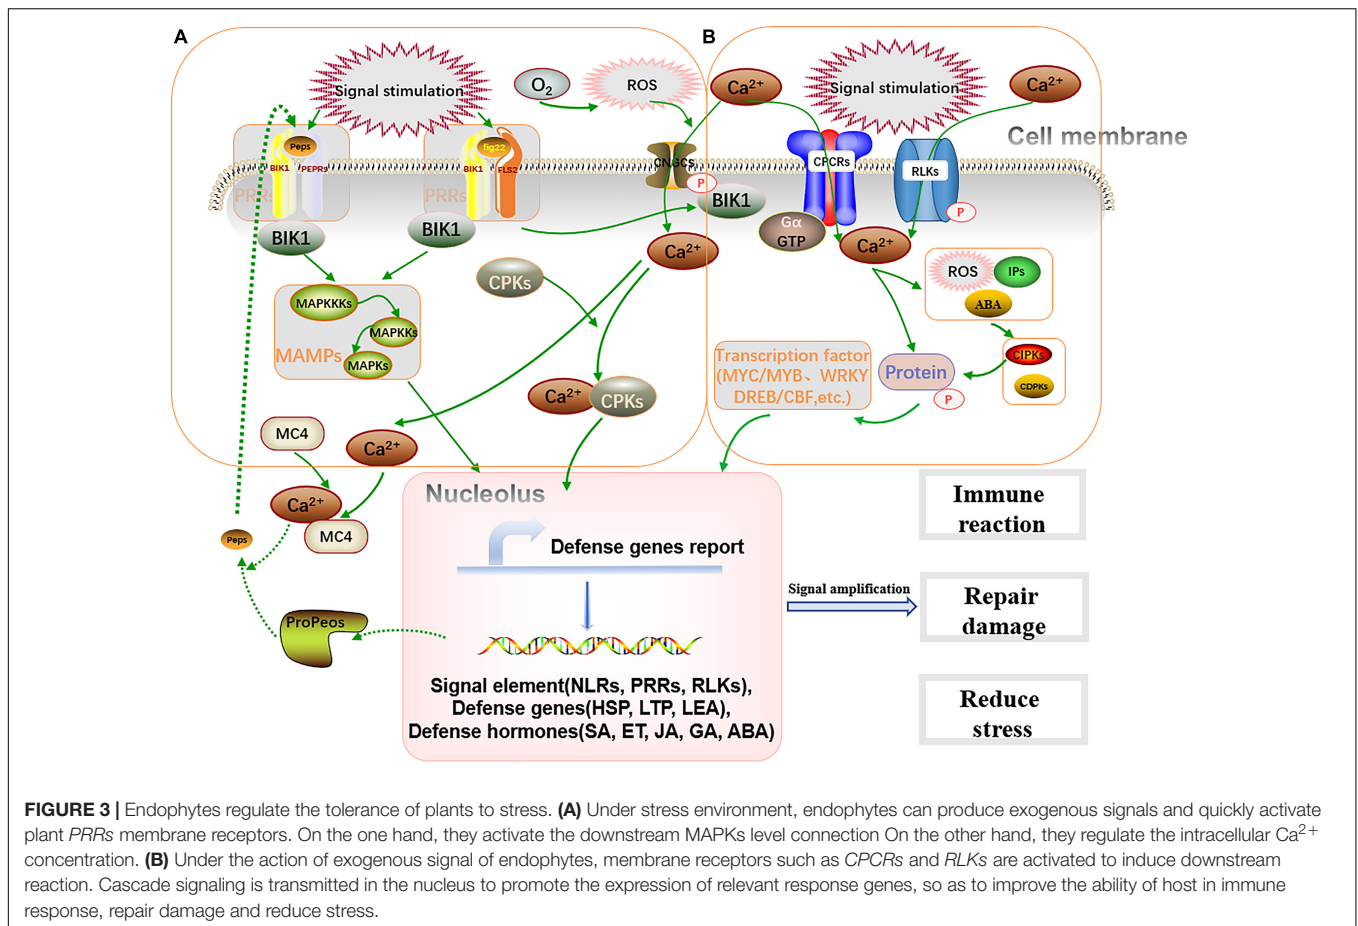 A
B
Signal stimulation
O2
ROS
Ca2+
Signal stimulation
Ca2+
Cell membrane
Peps
BIK1
PEPRs
PRRs
fig22
BIK1
FLS2
PRRs
CNGCs
P
BIK1
CPCRs
RLKs
P
Gα
GTP
BIK1
BIK1
Ca2+
Ca2+
CPKs
ROS
IPs
ABA
MAPKKKs
MAPKKs
MAPKs
MAMPs
Transcription factor
(MYC/MYB、WRKY
DREB/CBF,etc.)
Protein
P
CIPKs
CDPKs
Ca2+
CPKs
MC4
Ca2+
Ca2+
MC4
Peps
ProPeos
Nucleolus
Defense genes report
Signal element(NLRs, PRRs, RLKs),
Defense genes(HSP, LTP, LEA),
Defense hormones(SA, ET, JA, GA, ABA)
Signal amplification
Immune
reaction
Repair
damage
Reduce
stress
FIGURE 3 | Endophytes regulate the tolerance of plants to stress. (A) Under stress environment, endophytes can produce exogenous signals and quickly activate
plant PRRs membrane receptors. On the one hand, they activate the downstream MAPKs level connection On the other hand, they regulate the intracellular Ca2+
concentration. (B) Under the action of exogenous signal of endophytes, membrane receptors such as CPCRs and RLKs are activated to induce downstream
reaction. Cascade signaling is transmitted in the nucleus to promote the expression of relevant response genes, so as to improve the ability of host in immune
response, repair damage and reduce stress.